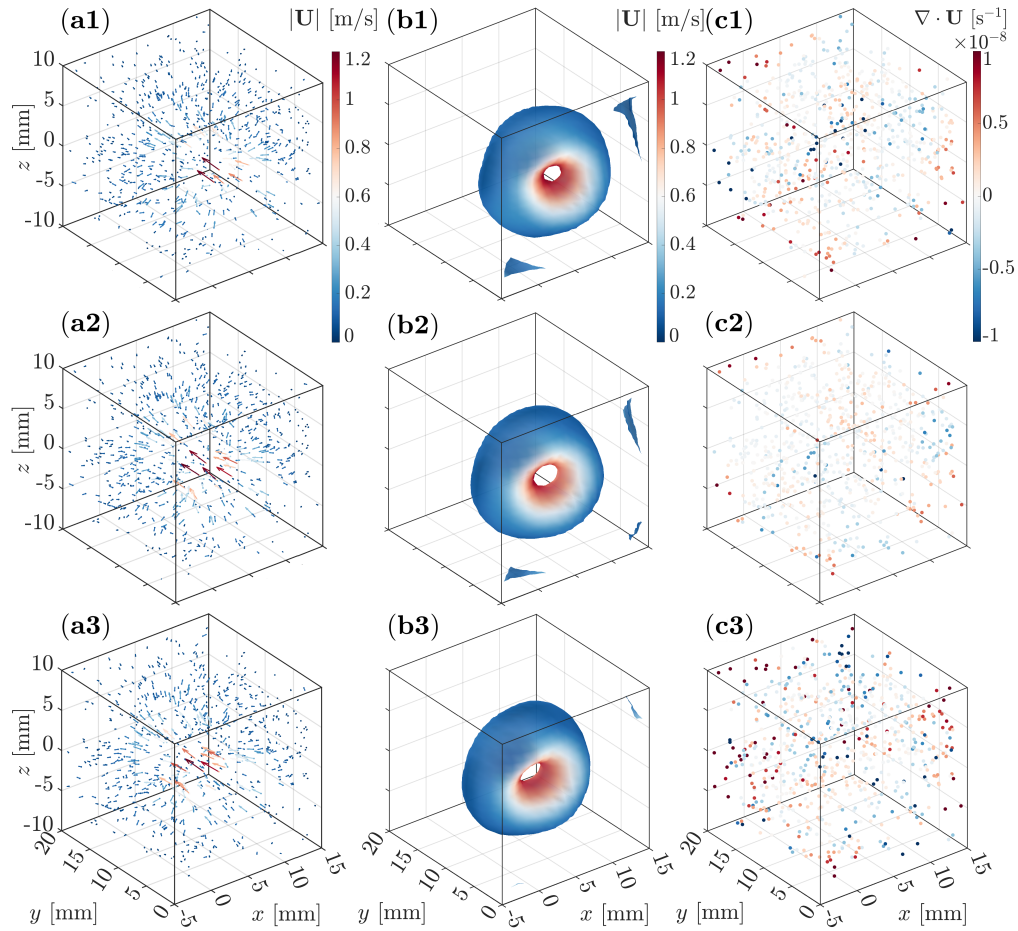 (a1) |U| [m/s] (b1) |U| [m/s] (c1) ∇ · U [s⁻¹]
×10⁻⁸
10 1.2 1.2 1
5 1 1
z [mm] 0 0.8 0.8 0.5
-5 0.6 0.6 0
-10 0.4 0.4
0.2 0.2 -0.5
0 0 -1
(a2) (b2) (c2)
10
5
z [mm] 0
-5
-10
(a3) (b3) (c3)
10
5
z [mm] 0
-5
-10
20 15 20 15 20 15
15 10 15 10 15 10
10 5 10 5 10 5
5 0 5 0 5 0
0 -5 0 -5 0 -5
y [mm] x [mm] y [mm] x [mm] y [mm] x [mm]